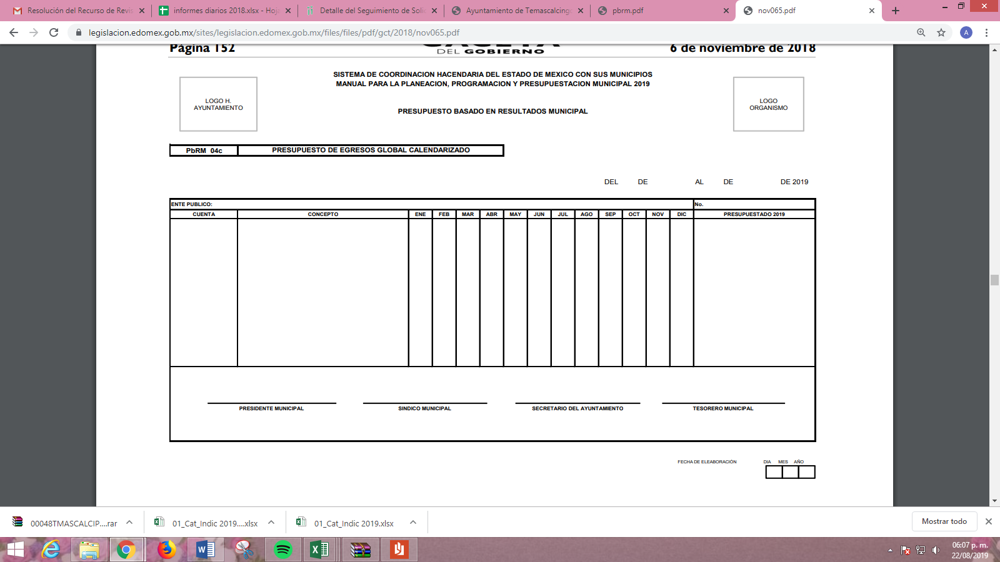 Resolución del Recurso de Revis
informes diarios 2018.xlsx - Hoja
Detalle del Seguimiento de Solic
Ayuntamiento de Temascalcingo
pbrm.pdf
nov065.pdf
legislacion.edomex.gob.mx/sites/legislacion.edomex.gob.mx/files/files/pdf/gct/2018/nov065.pdf
A
Página 152
GACETA
DEL GOBIERNO
6 de noviembre de 2018
SISTEMA DE COORDINACION HACENDARIA DEL ESTADO DE MEXICO CON SUS MUNICIPIOS
MANUAL PARA LA PLANEACION, PROGRAMACION Y PRESUPUESTACION MUNICIPAL 2019
LOGO H.
AYUNTAMIENTO
LOGO
ORGANISMO
PRESUPUESTO BASADO EN RESULTADOS MUNICIPAL
PbRM 04c PRESUPUESTO DE EGRESOS GLOBAL CALENDARIZADO
DEL DE AL DE DE 2019
ENTE PUBLICO: No.
CUENTA CONCEPTO ENE FEB MAR ABR MAY JUN JUL AGO SEP OCT NOV DIC PRESUPUESTADO 2019
PRESIDENTE MUNICIPAL SINDICO MUNICIPAL SECRETARIO DEL AYUNTAMIENTO TESORERO MUNICIPAL
FECHA DE ELEABORACIÓN DIA MES AÑO
00048TMASCALCIP....rar
01_Cat_Indic 2019....xlsx
01_Cat_Indic 2019.xlsx
Mostrar todo
06:07 p. m.
22/08/2019